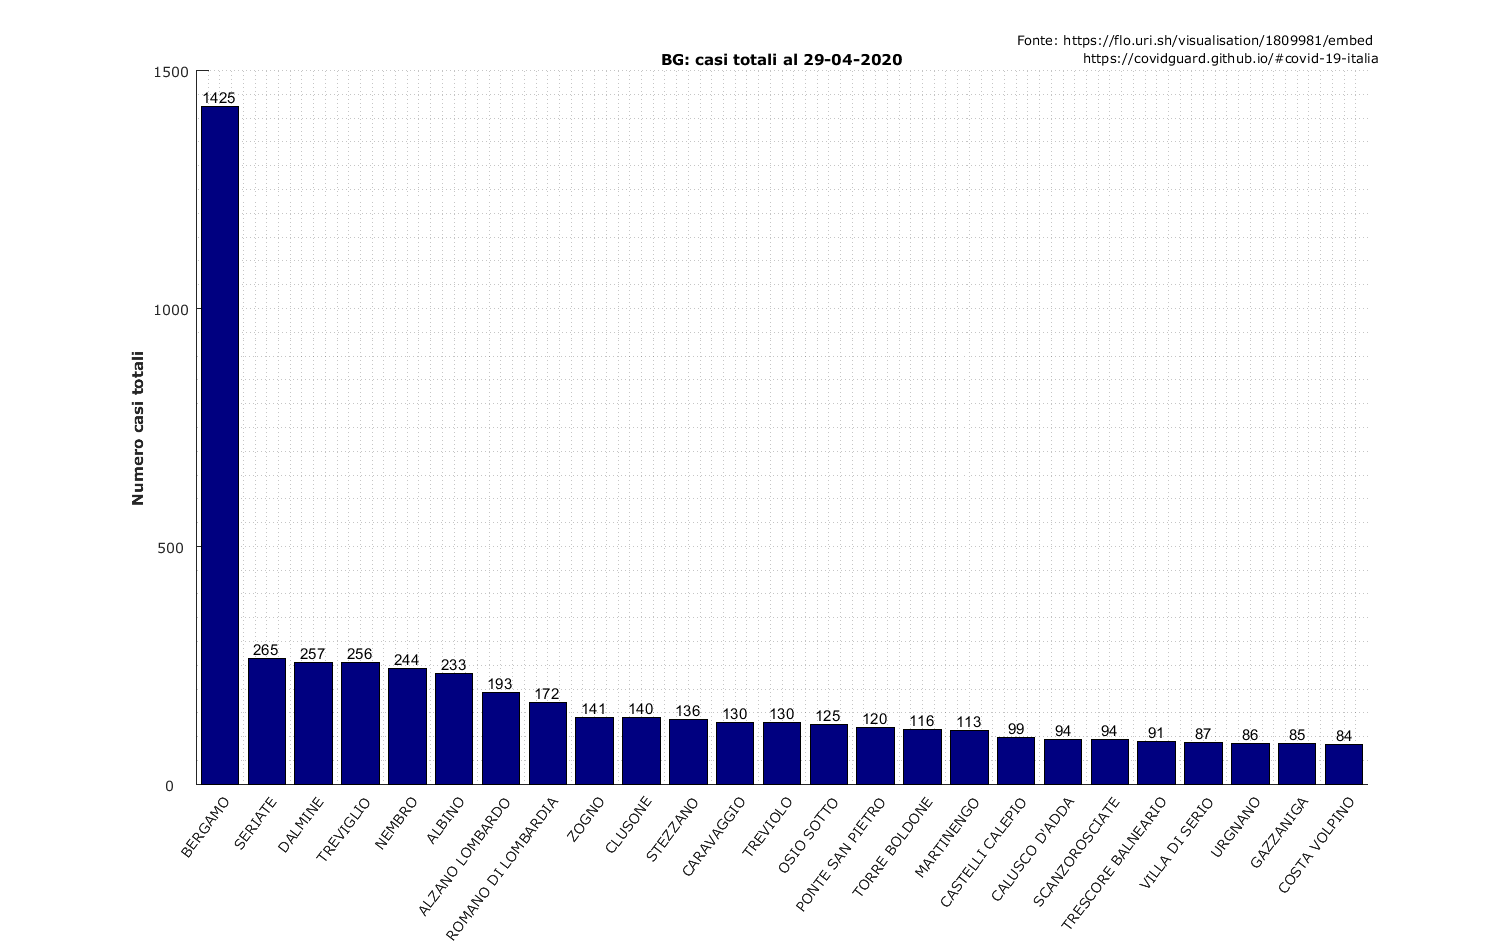 Fonte: https://flo.uri.sh/visualisation/1809981/embed
https://covidguard.github.io/#covid-19-italia
BG: casi totali al 29-04-2020
Numero casi totali
1500
1000
500
0
1425
265
257
256
244
233
193
172
141
140
136
130
130
125
120
116
113
99
94
94
91
87
86
85
84
BERGAMO
SERIATE
DALMINE
TREVIGLIO
NEMBRO
ALBINO
ALZANO LOMBARDO
ROMANO DI LOMBARDIA
ZOGNO
CLUSONE
STEZZANO
CARAVAGGIO
TREVIOLO
OSIO SOTTO
PONTE SAN PIETRO
TORRE BOLDONE
MARTINENGO
CASTELLI CALEPIO
CALUSCO D'ADDA
SCANZOROSCIATE
TRESCORE BALNEARIO
VILLA DI SERIO
URGNANO
GAZZANIGA
COSTA VOLPINO